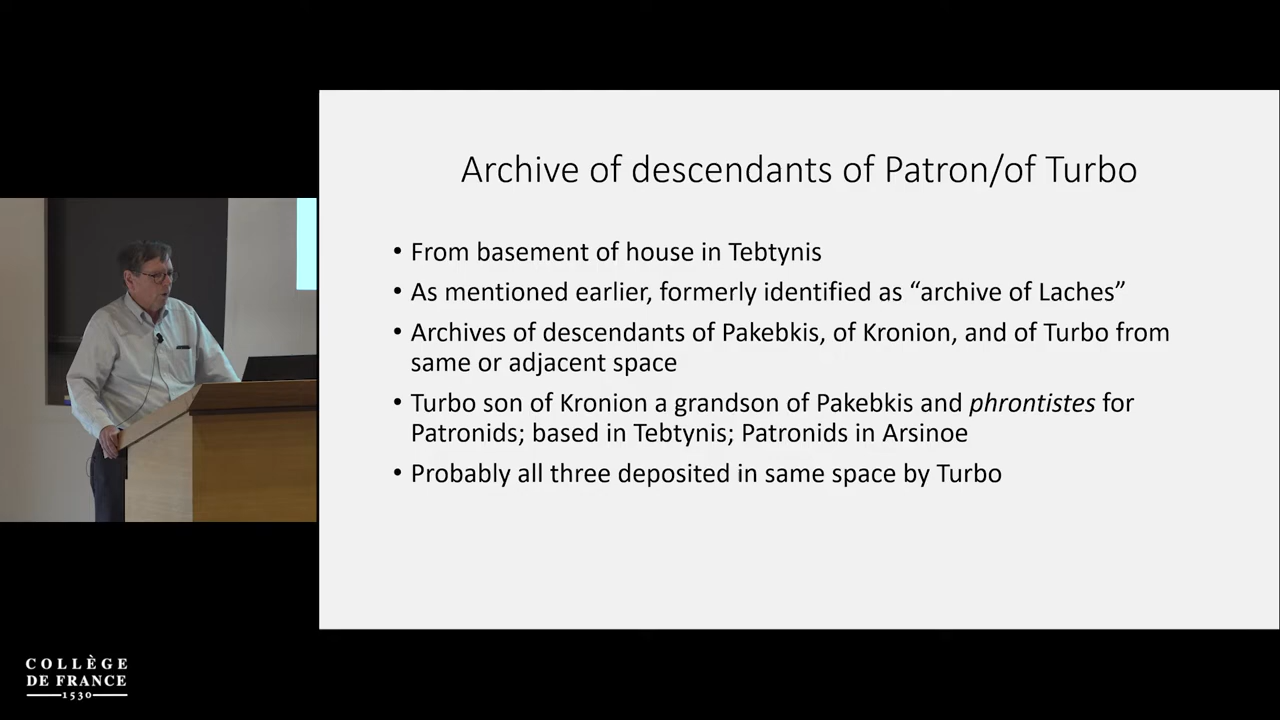 Archive of descendants of Patron/of Turbo
• From basement of house in Tebtynis
• As mentioned earlier, formerly identified as “archive of Laches”
• Archives of descendants of Pakebkis, of Kronion, and of Turbo from
same or adjacent space
• Turbo son of Kronion a grandson of Pakebkis and phrontistes for
Patronids; based in Tebtynis; Patronids in Arsinoe
• Probably all three deposited in same space by Turbo
COLLÈGE
DE FRANCE
1530